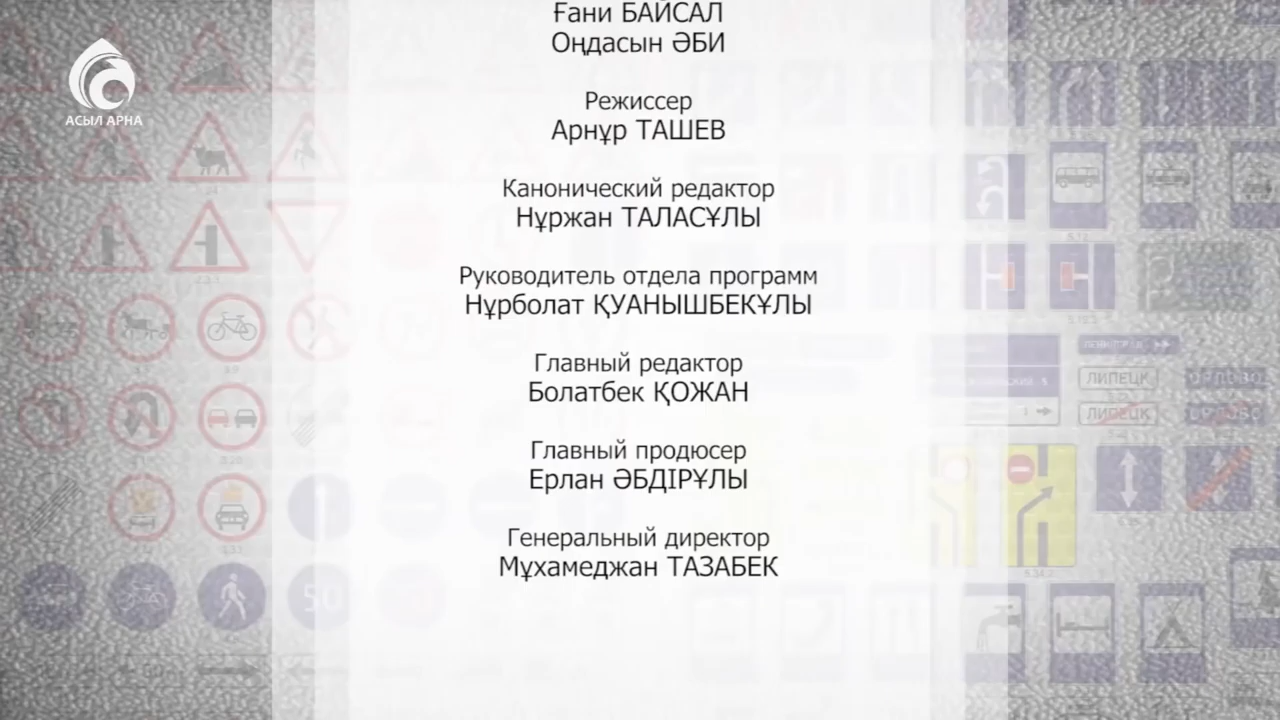 Ғани БАЙСАЛ
Оңдасын ӘБИ
АСЫЛ АРНА
Режиссер
Арнұр ТАШЕВ
Канонический редактор
Нұржан ТАЛАСҰЛЫ
Руководитель отдела программ
Нұрболат ҚУАНЫШБЕКҰЛЫ
Главный редактор
Болатбек ҚОЖАН
Главный продюсер
Ерлан ӘБДІРҰЛЫ
Генеральный директор
Мұхамеджан ТАЗАБЕК
ЛИПЕЦК
ЛИПЕЦК
50